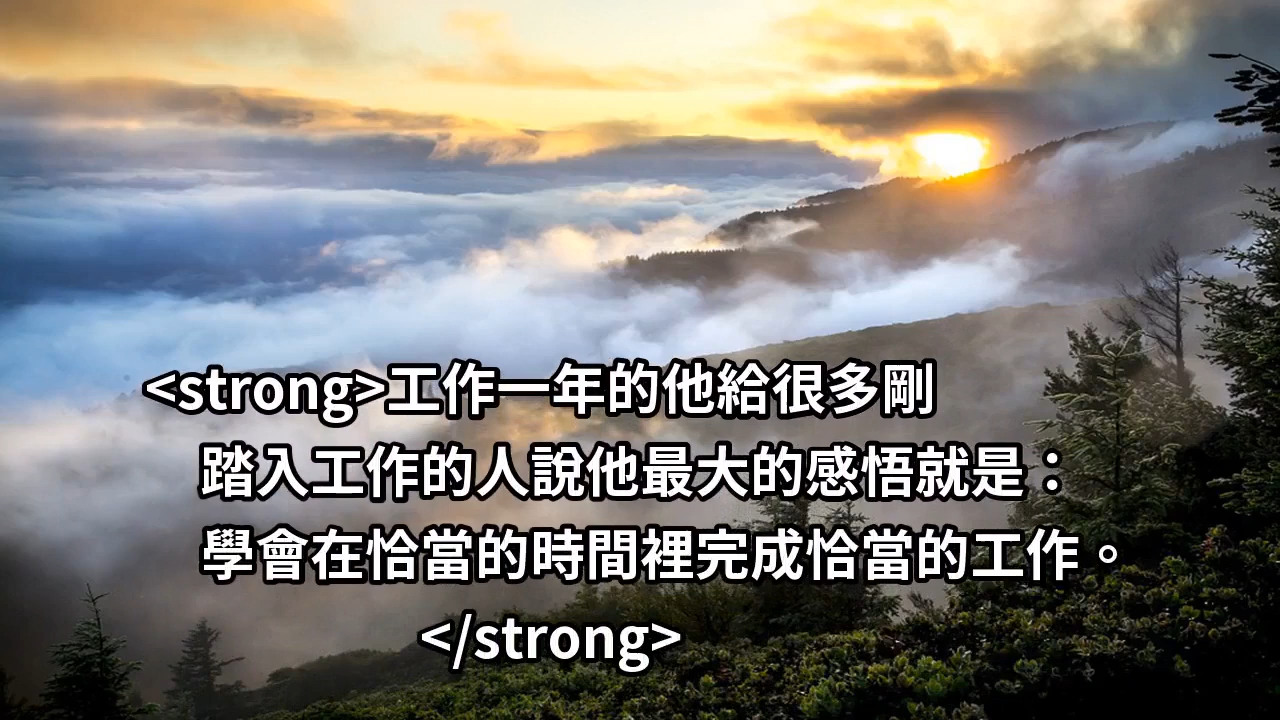 <strong>工作一年的他給很多剛
踏入工作的人說他最大的感悟就是：
學會在恰當的時間裡完成恰當的工作。
</strong>